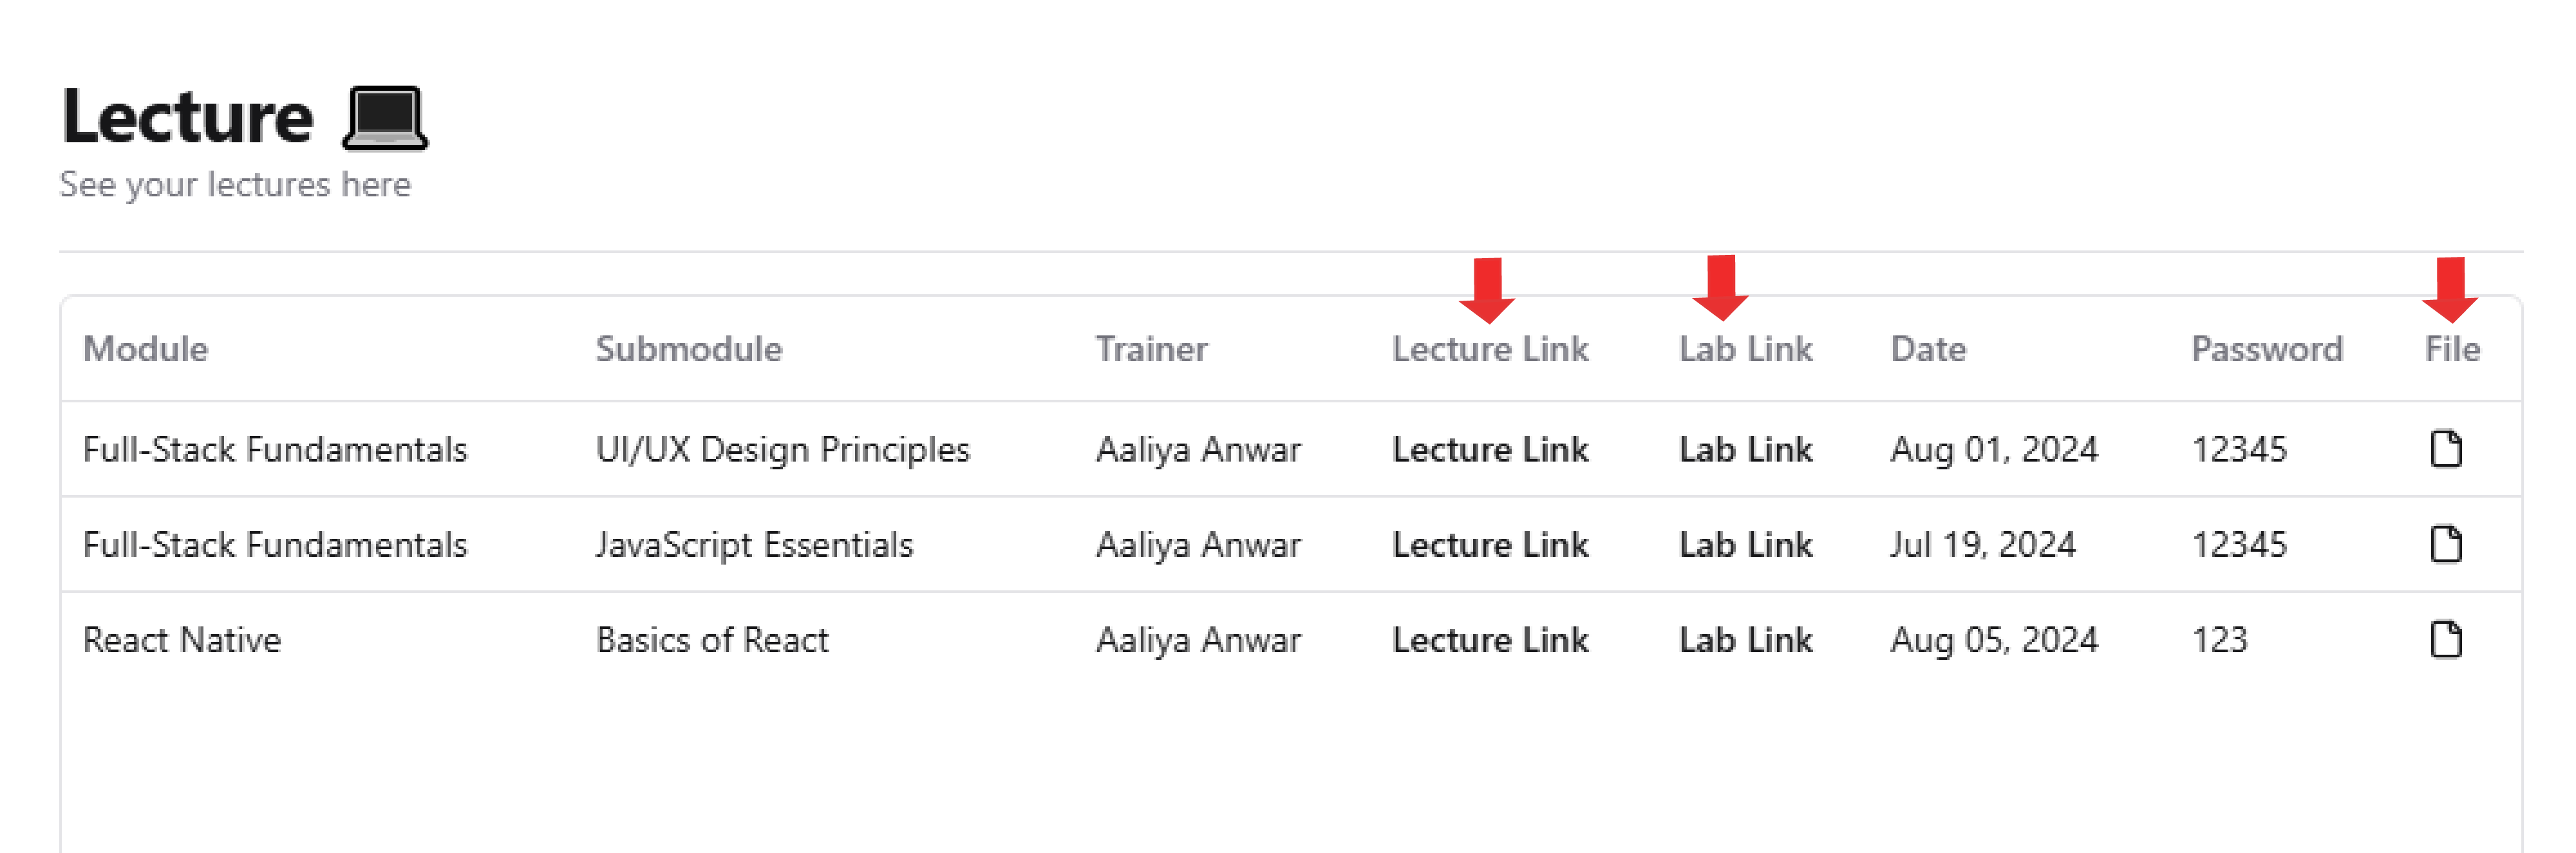 Lecture
See your lectures here
Module Submodule Trainer Lecture Link Lab Link Date Password File
Full-Stack Fundamentals UI/UX Design Principles Aaliya Anwar Lecture Link Lab Link Aug 01, 2024 12345
Full-Stack Fundamentals JavaScript Essentials Aaliya Anwar Lecture Link Lab Link Jul 19, 2024 12345
React Native Basics of React Aaliya Anwar Lecture Link Lab Link Aug 05, 2024 123